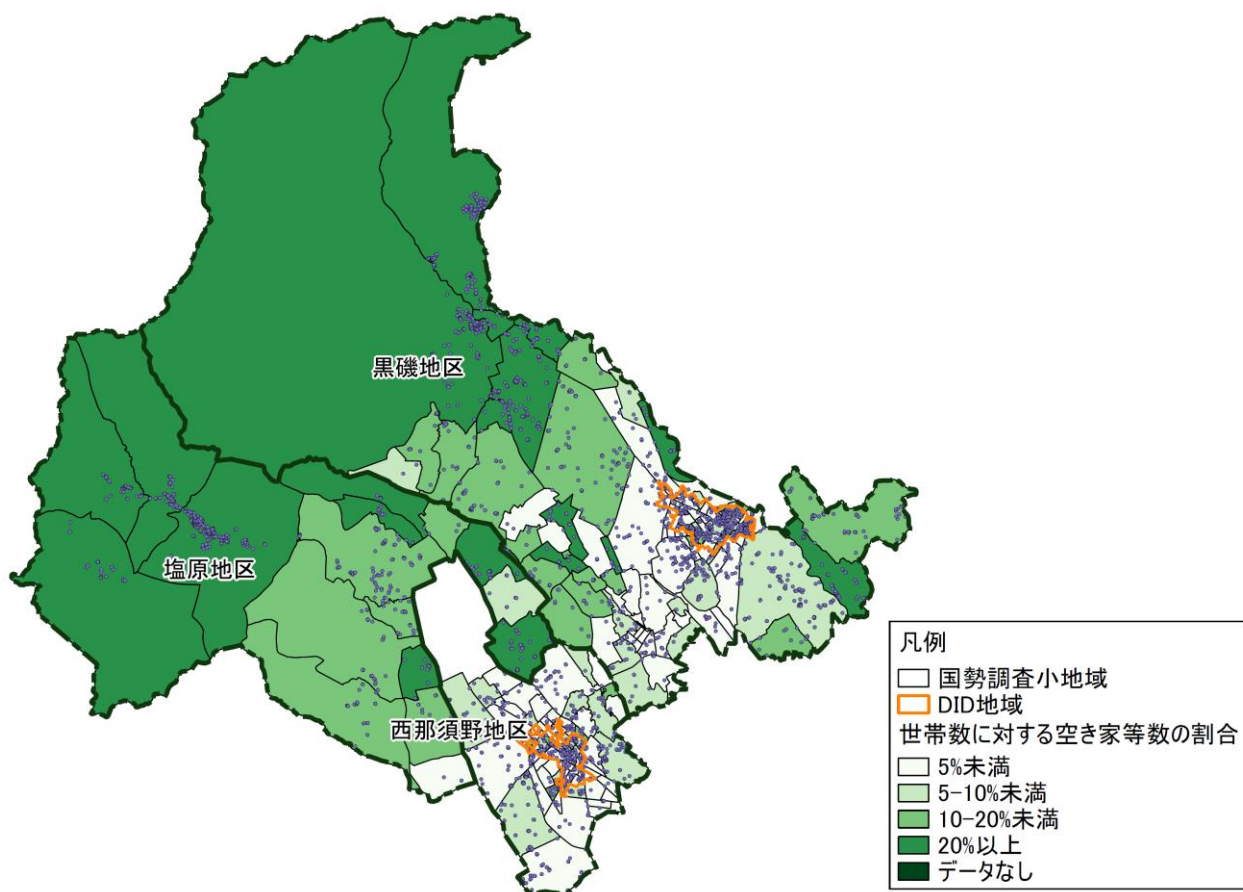 黒磯地区
塩原地区
西那須野地区
凡例
国勢調査小地域
DID地域
世帯数に対する空き家等数の割合
5%未満
5-10%未満
10-20%未満
20%以上
データなし